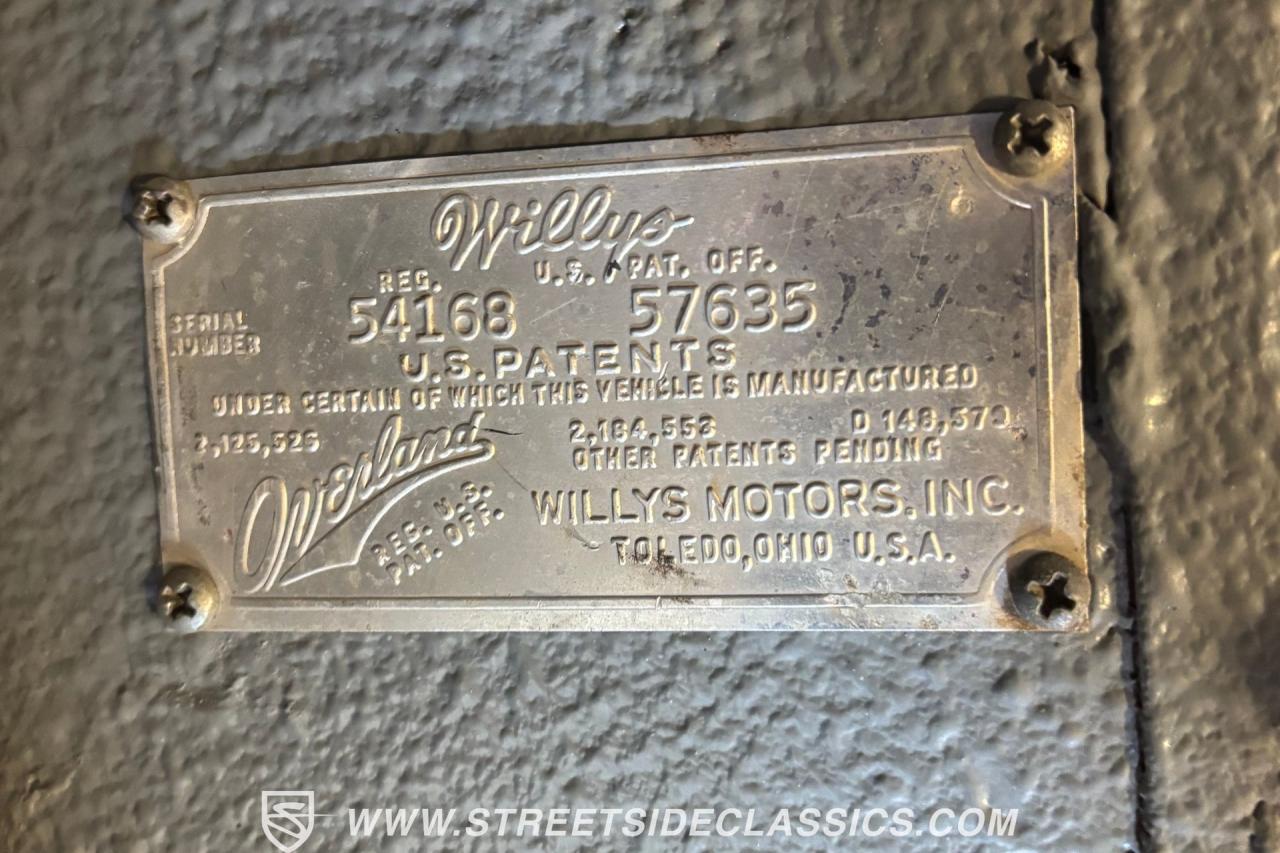 Willys
REG. U.S. PAT. OFF.
SERIAL NUMBER 54168 57635
U.S. PATENTS
UNDER CERTAIN OF WHICH THIS VEHICLE IS MANUFACTURED
2,125,526 2,164,553 D 148,573
OTHER PATENTS PENDING
Overland
REG. U.S.
PAT. OFF.
WILLYS MOTORS, INC.
TOLEDO, OHIO U.S.A.
WWW.STREETSIDECLASSICS.COM